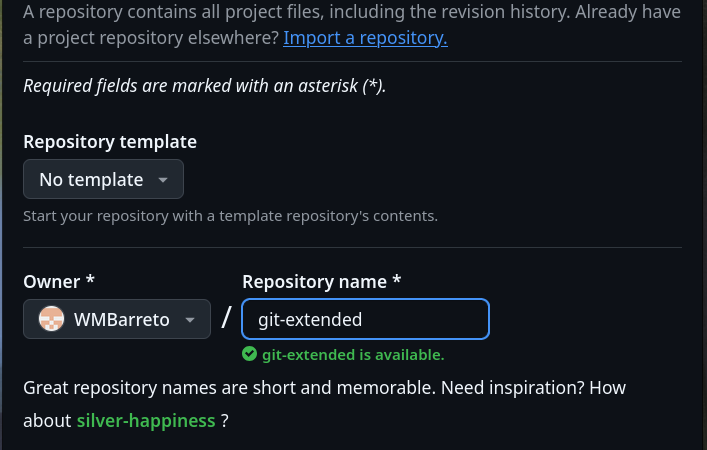 A repository contains all project files, including the revision history. Already have
a project repository elsewhere? Import a repository.
Required fields are marked with an asterisk (*).
Repository template
No template
Start your repository with a template repository's contents.
Owner *
Repository name *
WMBarreto
/
git-extended
git-extended is available.
Great repository names are short and memorable. Need inspiration? How
about silver-happiness ?